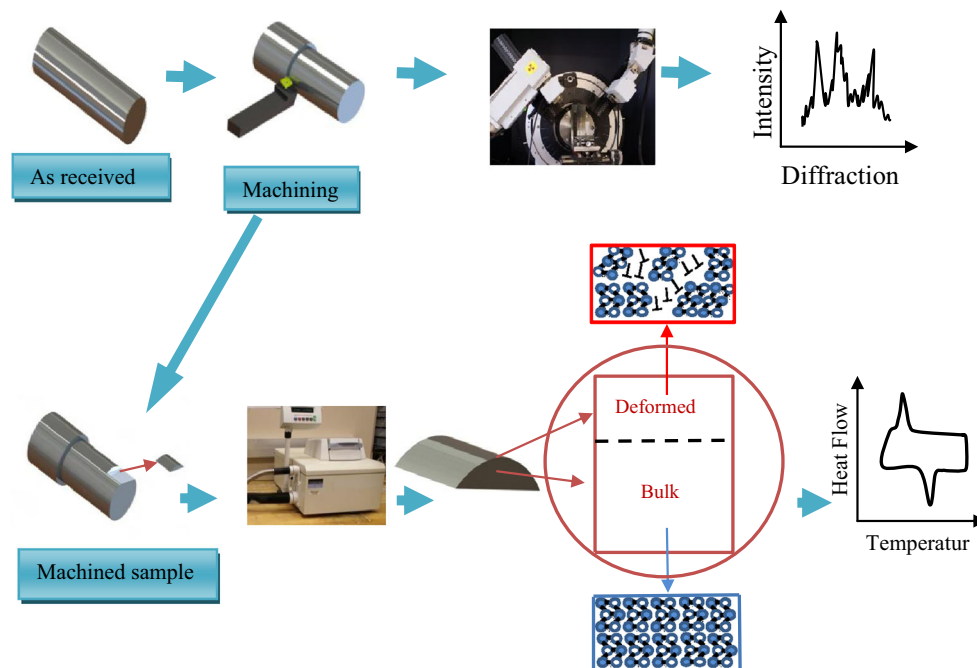 As received
Machining
Intensity
Diffraction
Deformed
Bulk
Heat Flow
Temperatur
Machined sample